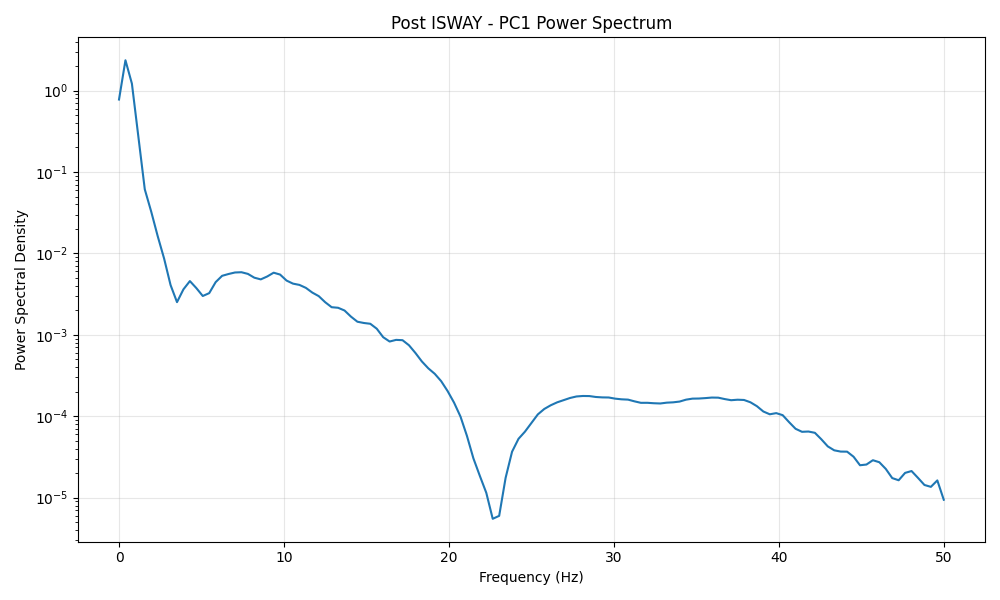 Post ISWAY - PC1 Power Spectrum
Power Spectral Density
10⁰
10⁻¹
10⁻²
10⁻³
10⁻⁴
10⁻⁵
0 10 20 30 40 50
Frequency (Hz)